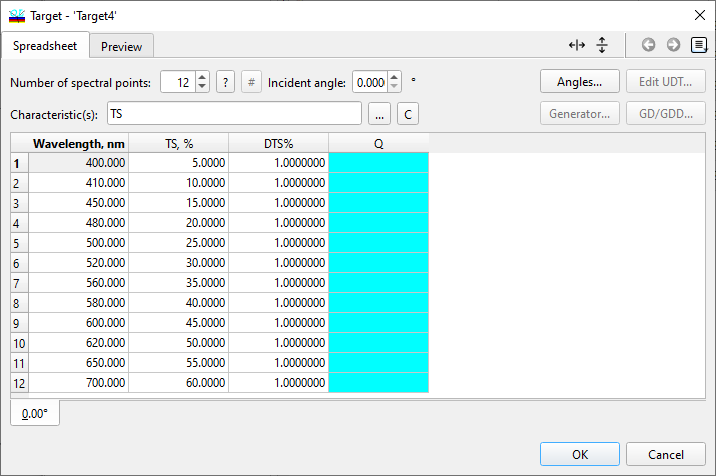 Target - 'Target4'
Spreadsheet Preview
Number of spectral points: 12 ? # Incident angle: 0.000 ° Angles... Edit UDT...
Characteristic(s): TS ... C Generator... GD/GDD...
Wavelength, nm TS, % DTS% Q
1 400.000 5.0000 1.0000000
2 410.000 10.0000 1.0000000
3 450.000 15.0000 1.0000000
4 480.000 20.0000 1.0000000
5 500.000 25.0000 1.0000000
6 520.000 30.0000 1.0000000
7 560.000 35.0000 1.0000000
8 580.000 40.0000 1.0000000
9 600.000 45.0000 1.0000000
10 620.000 50.0000 1.0000000
11 650.000 55.0000 1.0000000
12 700.000 60.0000 1.0000000
0.00°
OK Cancel